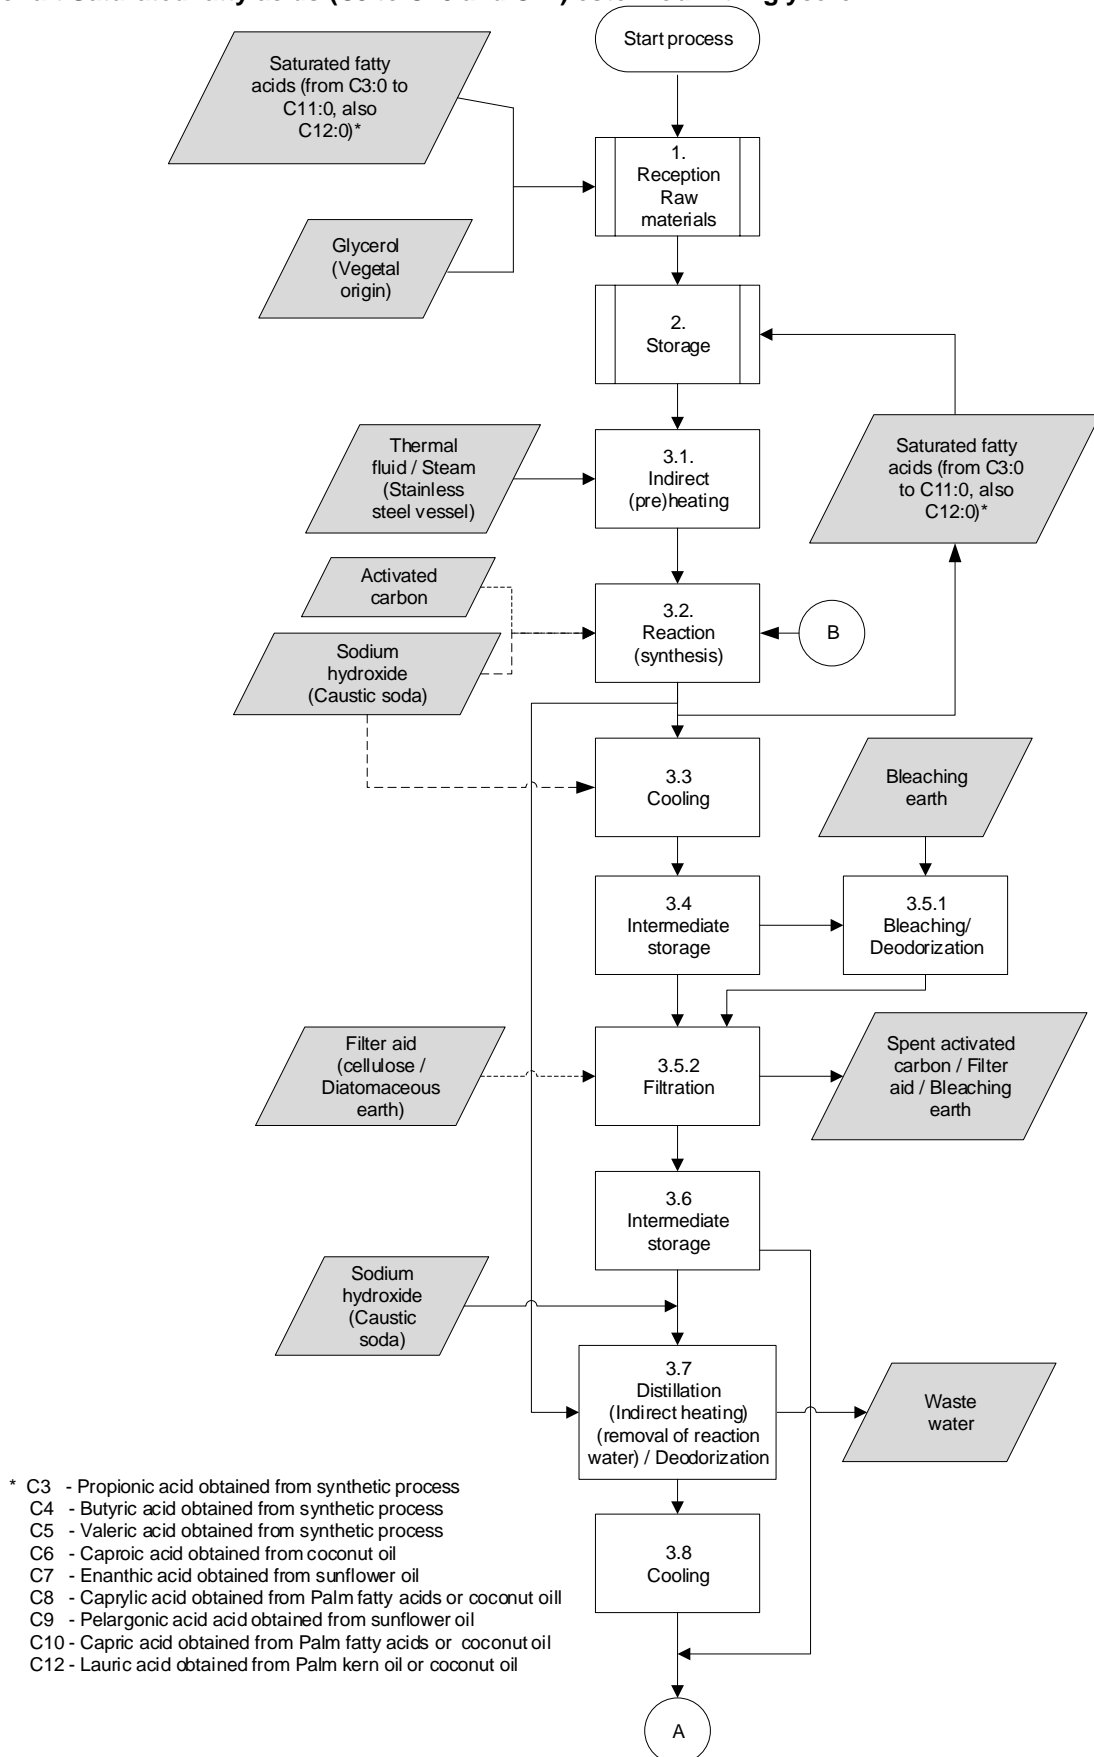 Start process
Saturated fatty
acids (from C3:0 to
C11:0, also
C12:0)*
1.
Reception
Raw
materials
Glycerol
(Vegetal
origin)
2.
Storage
Thermal
fluid / Steam
(Stainless
steel vessel)
3.1.
Indirect
(pre)heating
Saturated fatty
acids (from C3:0
to C11:0, also
C12:0)*
Activated
carbon
3.2.
Reaction
(synthesis)
B
Sodium
hydroxide
(Caustic soda)
3.3
Cooling
Bleaching
earth
3.4
Intermediate
storage
3.5.1
Bleaching/
Deodorization
Filter aid
(cellulose /
Diatomaceous
earth)
3.5.2
Filtration
Spent activated
carbon / Filter
aid / Bleaching
earth
3.6
Intermediate
storage
Sodium
hydroxide
(Caustic
soda)
3.7
Distillation
(Indirect heating)
(removal of reaction
water) / Deodorization
Waste
water
3.8
Cooling
* C3 - Propionic acid obtained from synthetic process
C4 - Butyric acid obtained from synthetic process
C5 - Valeric acid obtained from synthetic process
C6 - Caproic acid obtained from coconut oil
C7 - Enanthic acid obtained from sunflower oil
C8 - Caprylic acid obtained from Palm fatty acids or coconut oill
C9 - Pelargonic acid acid obtained from sunflower oil
C10 - Capric acid obtained from Palm fatty acids or coconut oil
C12 - Lauric acid obtained from Palm kern oil or coconut oil
A